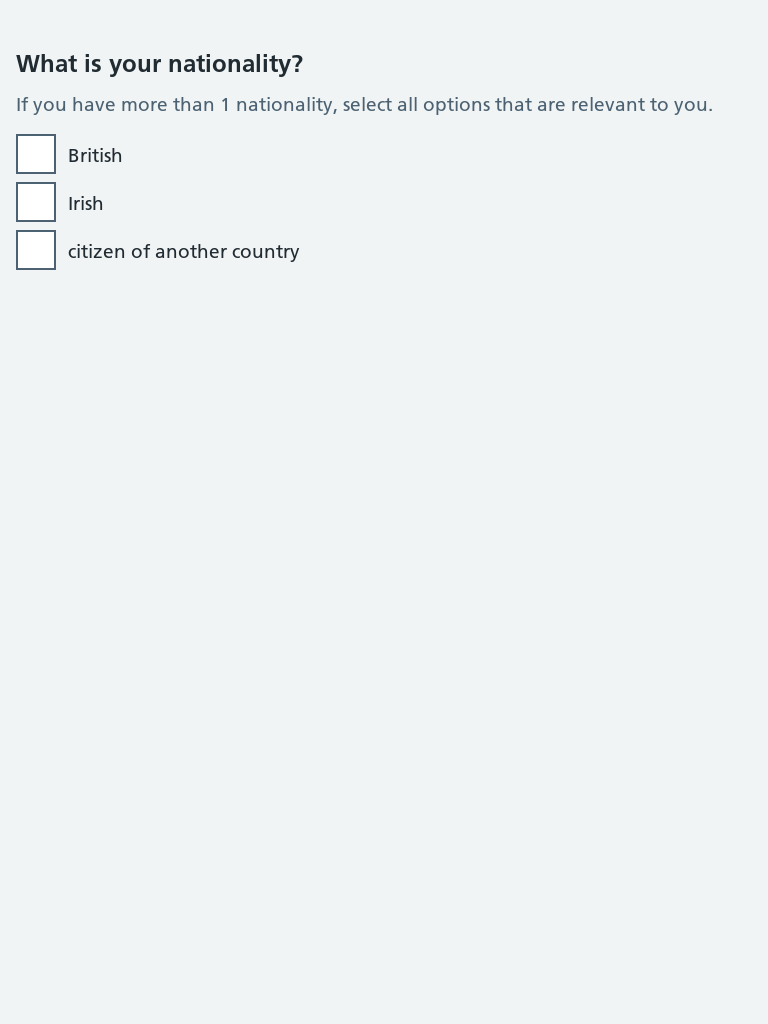 What is your nationality?
If you have more than 1 nationality, select all options that are relevant to you.
British
Irish
citizen of another country